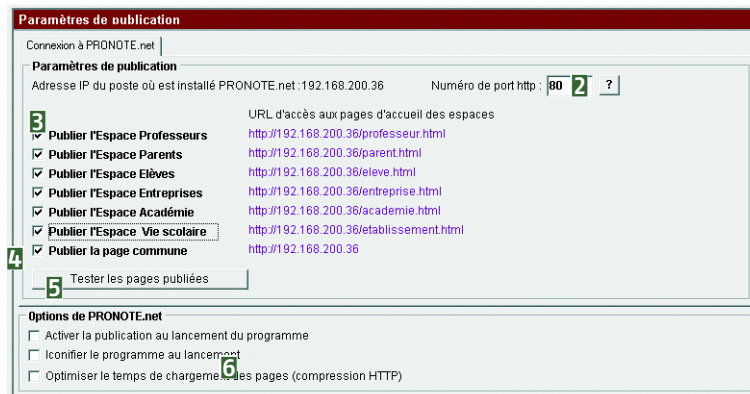 Paramètres de publication
Connexion à PRONOTE.net
Paramètres de publication
Adresse IP du poste où est installé PRONOTE.net :192.168.200.36 Numéro de port http : 80 2 ?
URL d'accès aux pages d'accueil des espaces
3
Publier l'Espace Professeurs http://192.168.200.36/professeur.html
Publier l'Espace Parents http://192.168.200.36/parent.html
Publier l'Espace Elèves http://192.168.200.36/eleve.html
Publier l'Espace Entreprises http://192.168.200.36/entreprise.html
Publier l'Espace Académie http://192.168.200.36/academie.html
Publier l'Espace Vie scolaire http://192.168.200.36/etablissement.html
4 Publier la page commune http://192.168.200.36
5 Tester les pages publiées
Options de PRONOTE.net
Activer la publication au lancement du programme
Iconifier le programme au lancement
6
Optimiser le temps de chargement des pages (compression HTTP)